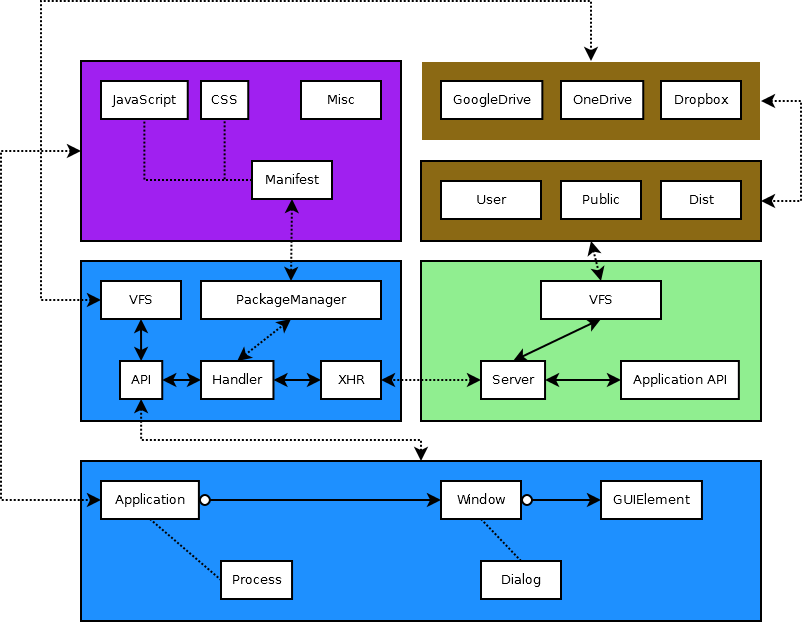 JavaScript
CSS
Misc
Manifest
GoogleDrive
OneDrive
Dropbox
User
Public
Dist
VFS
PackageManager
API
Handler
XHR
VFS
Server
Application API
Application
Window
GUIElement
Process
Dialog